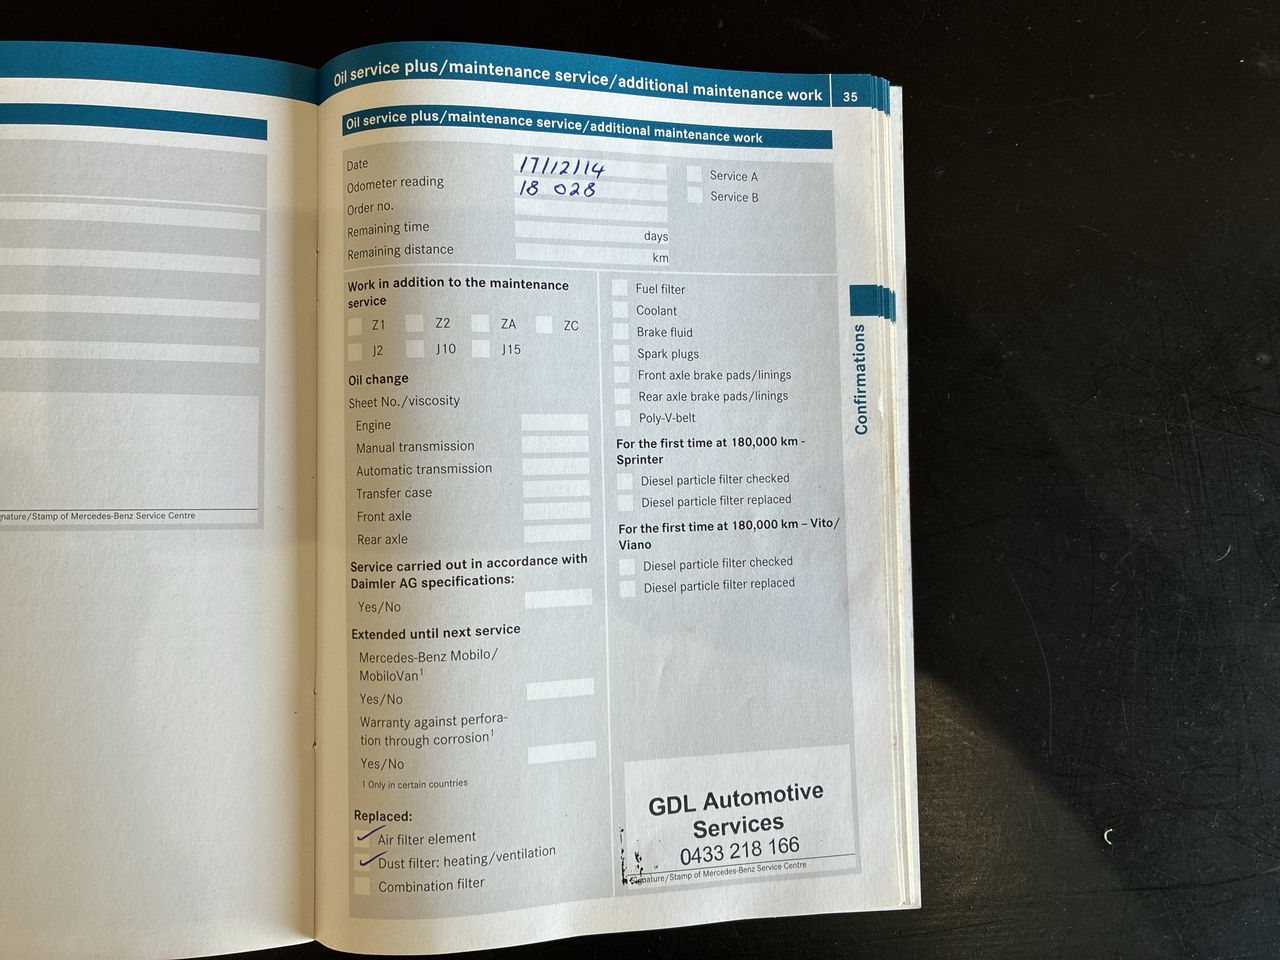 Oil service plus/maintenance service/additional maintenance work 35
Oil service plus/maintenance service/additional maintenance work
Date 17/12/14
Odometer reading 18 028
Order no.
Remaining time days
Remaining distance km
Service A
Service B
Work in addition to the maintenance
service
Z1 Z2 ZA ZC
J2 J10 J15
Oil change
Sheet No./viscosity
Engine
Manual transmission
Automatic transmission
Transfer case
Front axle
Rear axle
Service carried out in accordance with
Daimler AG specifications:
Yes/No
Extended until next service
Mercedes-Benz Mobilo/
MobiloVan¹
Yes/No
Warranty against perfora-
tion through corrosion¹
Yes/No
1 Only in certain countries
Replaced:
Air filter element
Dust filter: heating/ventilation
Combination filter
Fuel filter
Coolant
Brake fluid
Spark plugs
Front axle brake pads/linings
Rear axle brake pads/linings
Poly-V-belt
For the first time at 180,000 km -
Sprinter
Diesel particle filter checked
Diesel particle filter replaced
For the first time at 180,000 km – Vito/
Viano
Diesel particle filter checked
Diesel particle filter replaced
GDL Automotive
Services
0433 218 166
Signature/Stamp of Mercedes-Benz Service Centre
Confirmations
nature/Stamp of Mercedes-Benz Service Centre